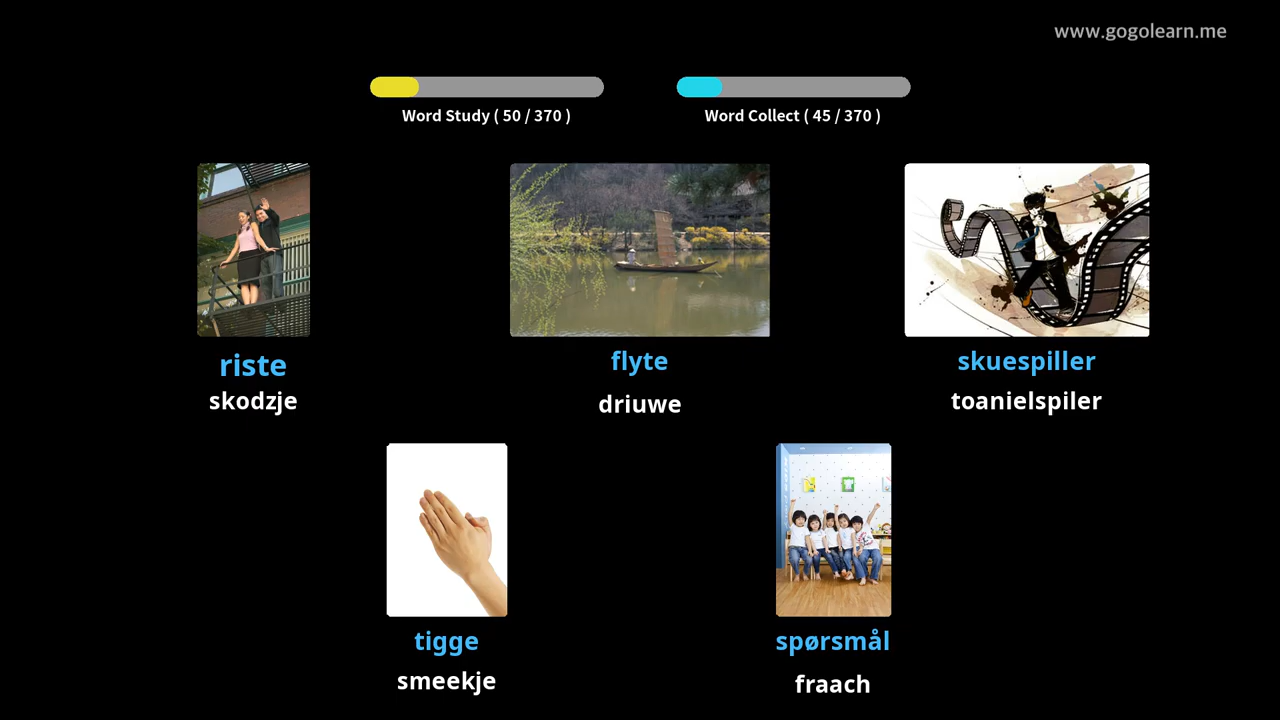 www.gogolearn.me
Word Study ( 50 / 370 )
Word Collect ( 45 / 370 )
riste
skodzje
flyte
driuwe
skuespiller
toanielspiler
tigge
smeekje
spørsmål
fraach